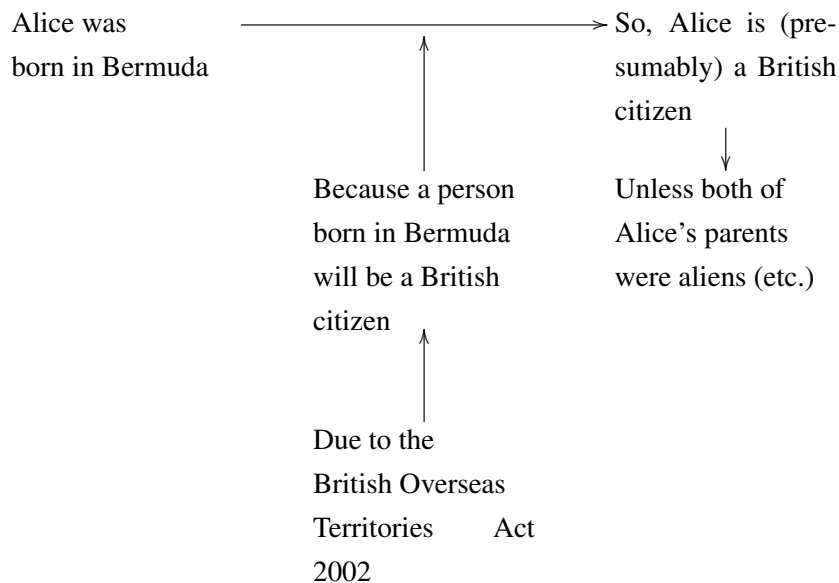 Alice was
born in Bermuda
So, Alice is (pre-
sumably) a British
citizen
Because a person
born in Bermuda
will be a British
citizen
Unless both of
Alice's parents
were aliens (etc.)
Due to the
British Overseas
Territories Act
2002